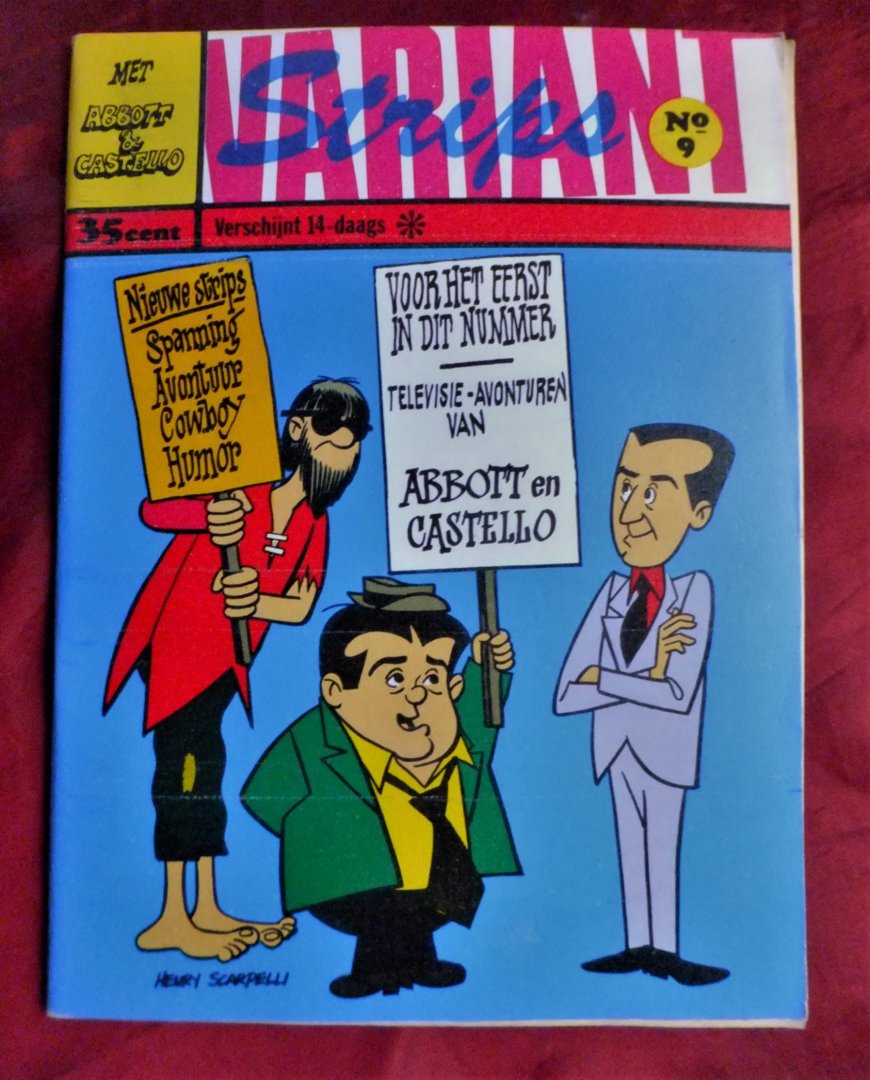 MET
ABBOTT
&
CASTELLO
VARIANT
Strips
No
9
35 cent
Verschijnt 14-daags
Nieuwe strips
Spanning
Avontuur
Cowboy
Humor
VOOR HET EERST
IN DIT NUMMER
TELEVISIE-AVONTUREN
VAN
ABBOTT en
CASTELLO
HENRY SCARPELLI